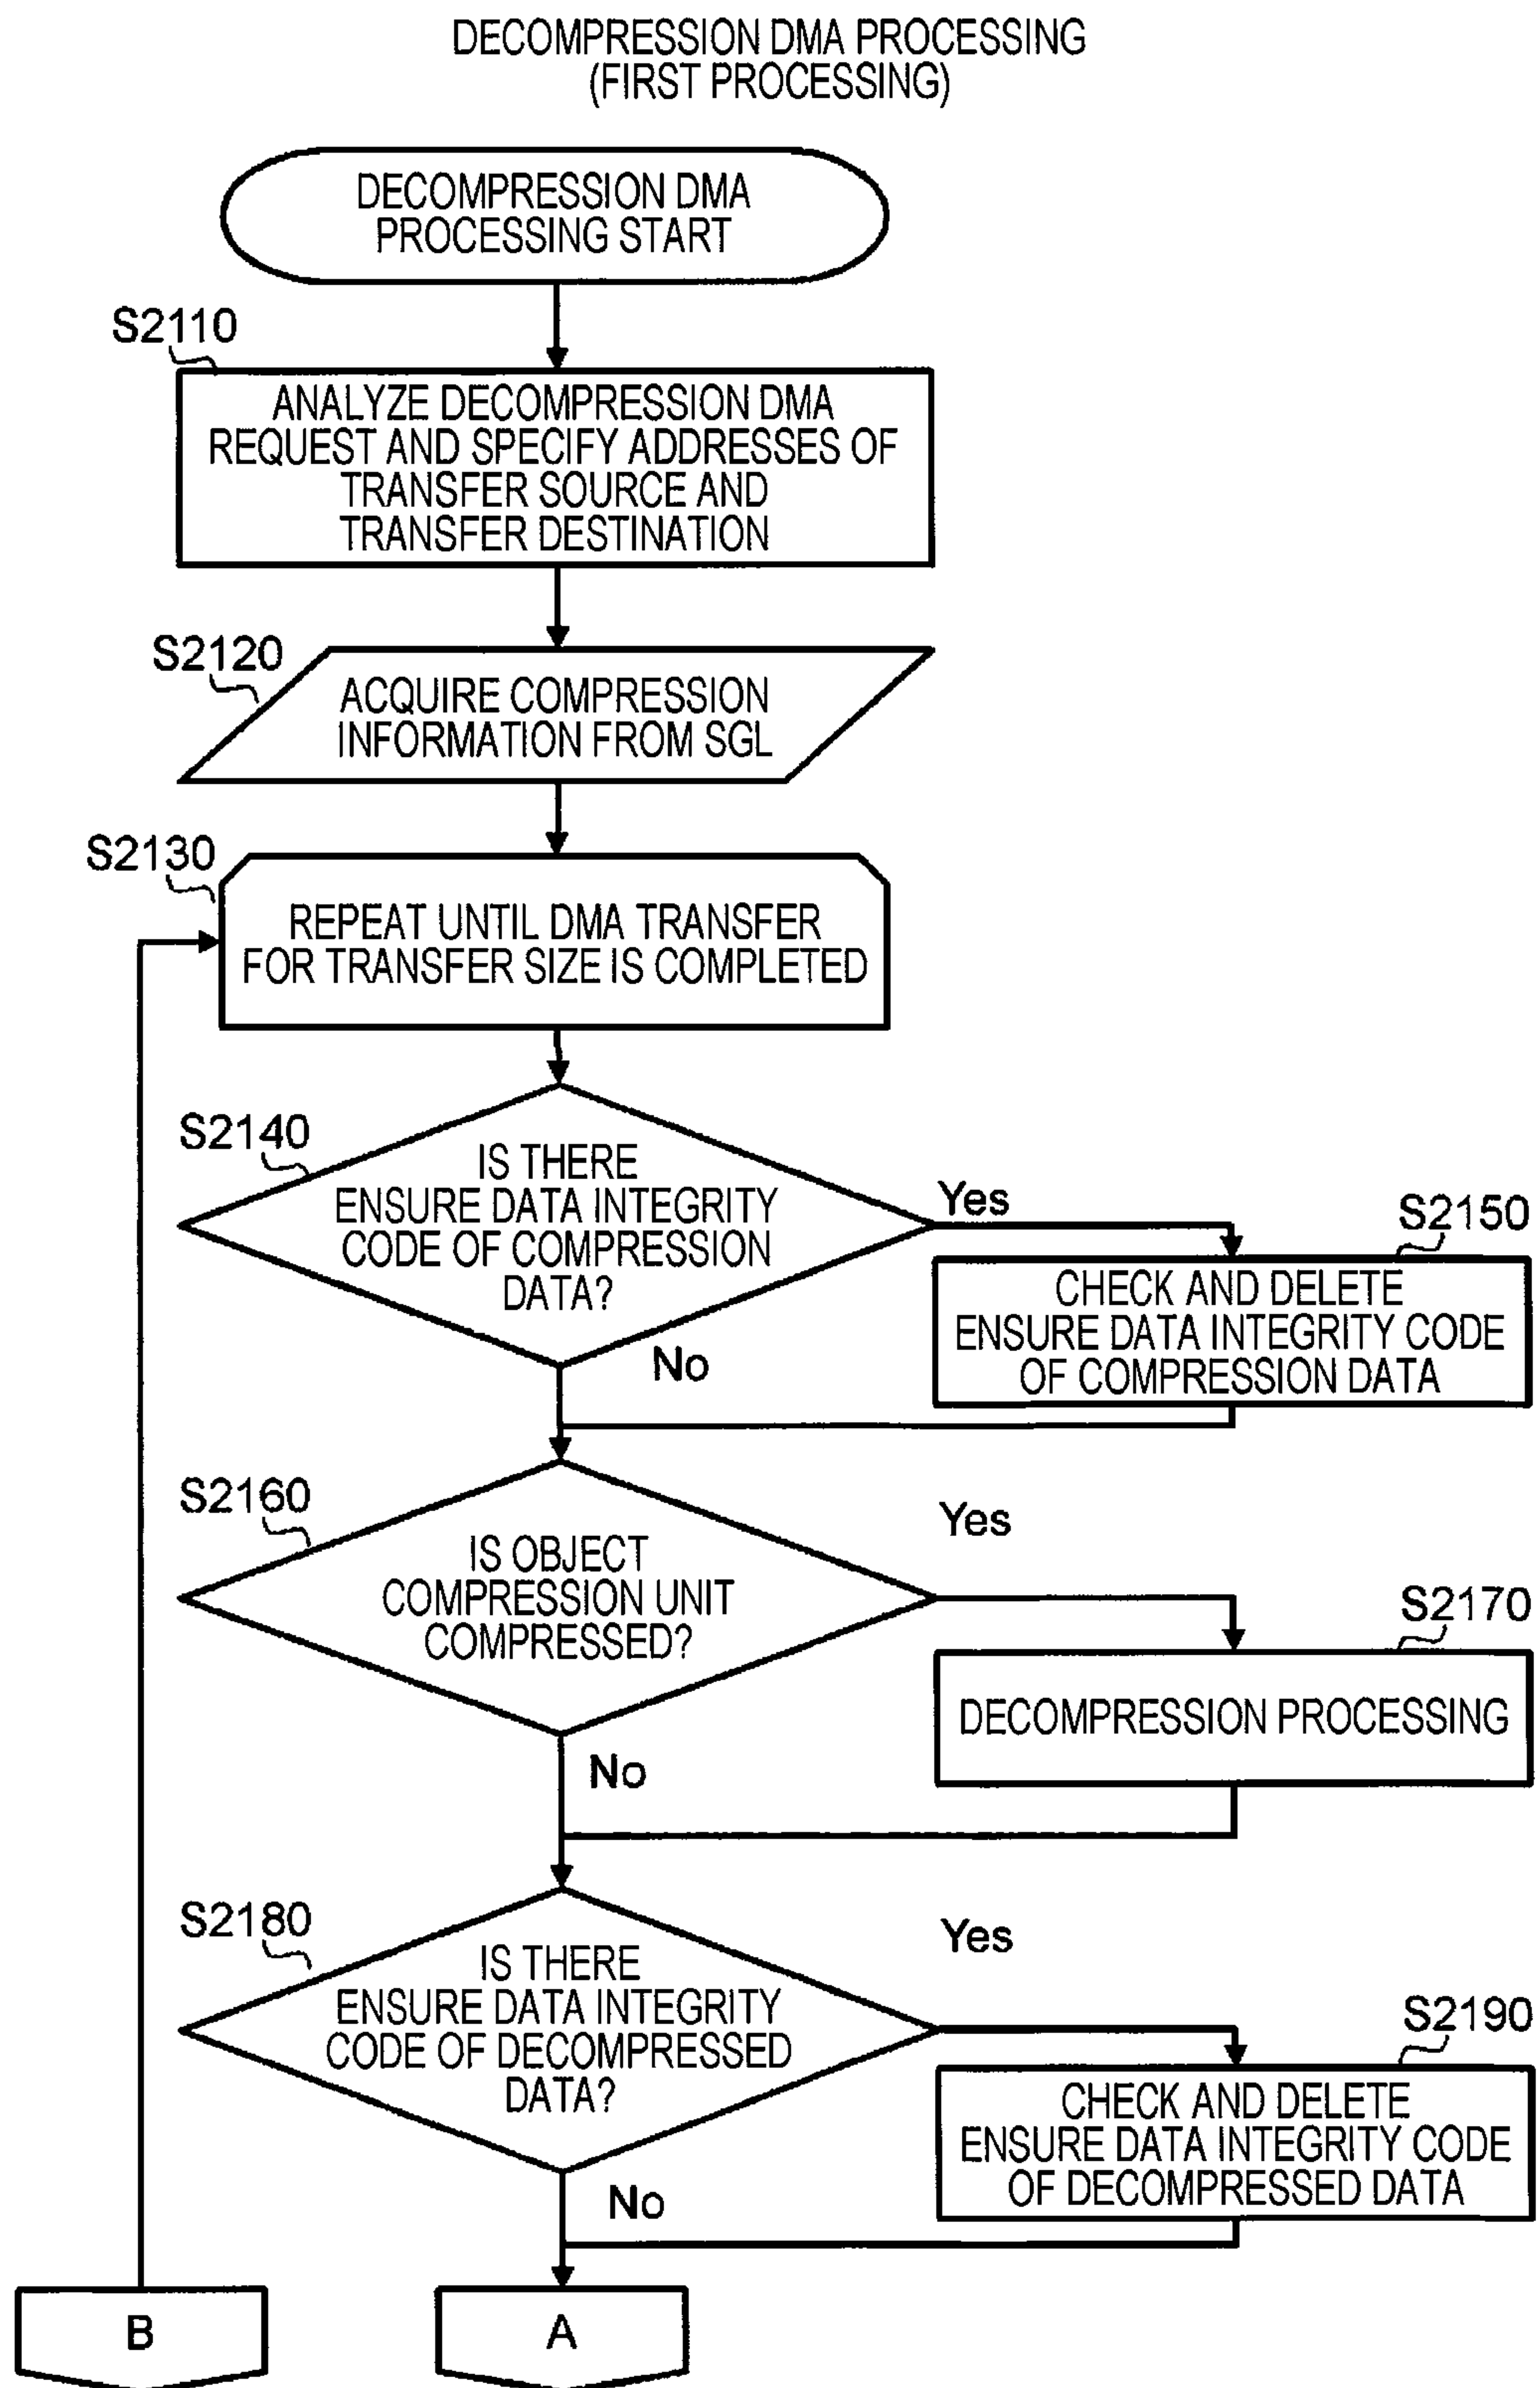 DECOMPRESSION DMA PROCESSING
(FIRST PROCESSING)
DECOMPRESSION DMA
PROCESSING START
S2110
ANALYZE DECOMPRESSION DMA
REQUEST AND SPECIFY ADDRESSES OF
TRANSFER SOURCE AND
TRANSFER DESTINATION
S2120
ACQUIRE COMPRESSION
INFORMATION FROM SGL
S2130
REPEAT UNTIL DMA TRANSFER
FOR TRANSFER SIZE IS COMPLETED
S2140
IS THERE
ENSURE DATA INTEGRITY
CODE OF COMPRESSION
DATA?
Yes
S2150
CHECK AND DELETE
ENSURE DATA INTEGRITY CODE
OF COMPRESSION DATA
No
S2160
IS OBJECT
COMPRESSION UNIT
COMPRESSED?
Yes
S2170
DECOMPRESSION PROCESSING
No
S2180
IS THERE
ENSURE DATA INTEGRITY
CODE OF DECOMPRESSED
DATA?
Yes
S2190
CHECK AND DELETE
ENSURE DATA INTEGRITY CODE
OF DECOMPRESSED DATA
No
B
A